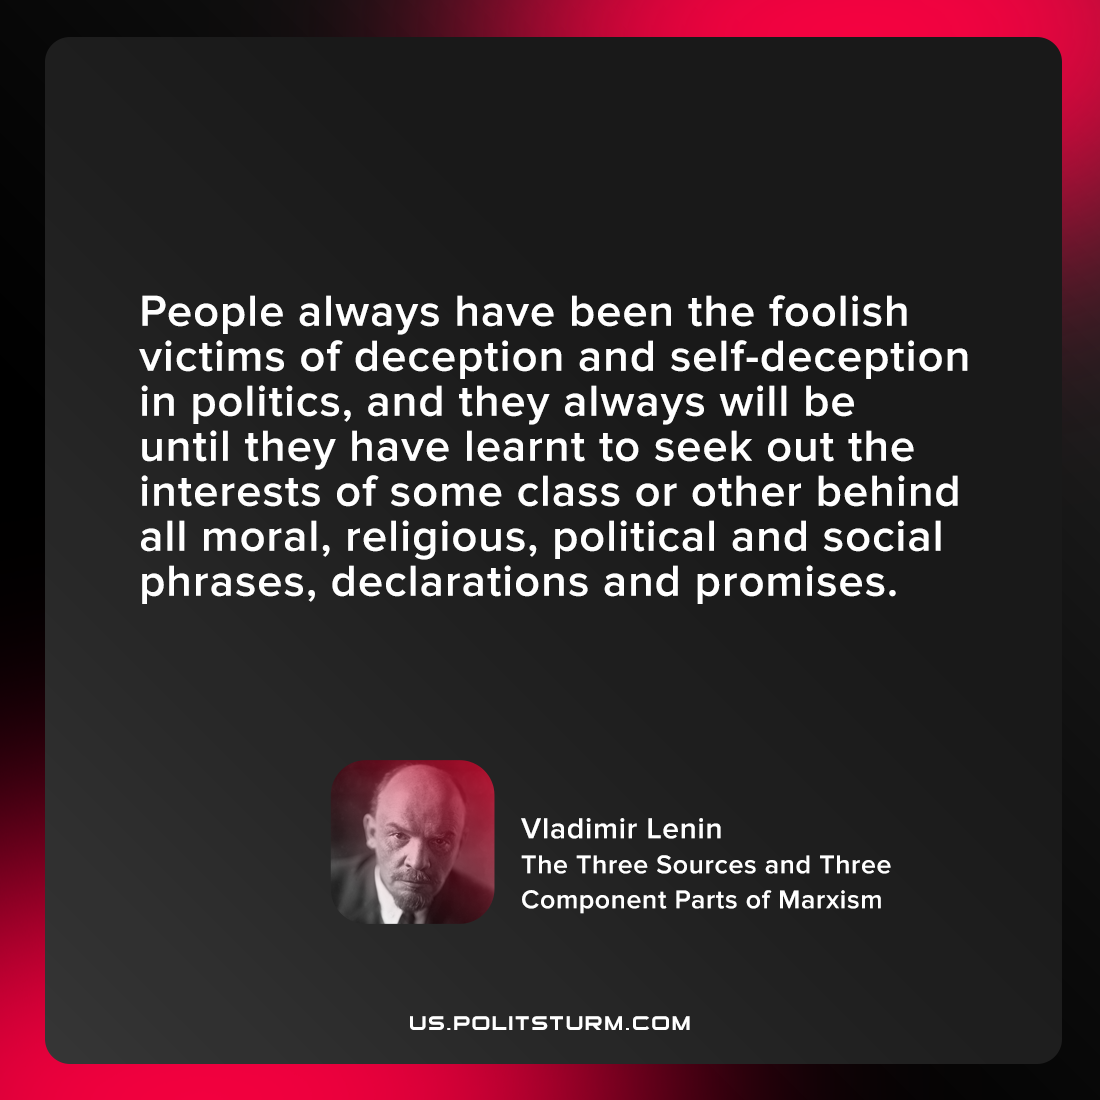 People always have been the foolish
victims of deception and self-deception
in politics, and they always will be
until they have learnt to seek out the
interests of some class or other behind
all moral, religious, political and social
phrases, declarations and promises.
Vladimir Lenin
The Three Sources and Three
Component Parts of Marxism
US.POLITSTURM.COM